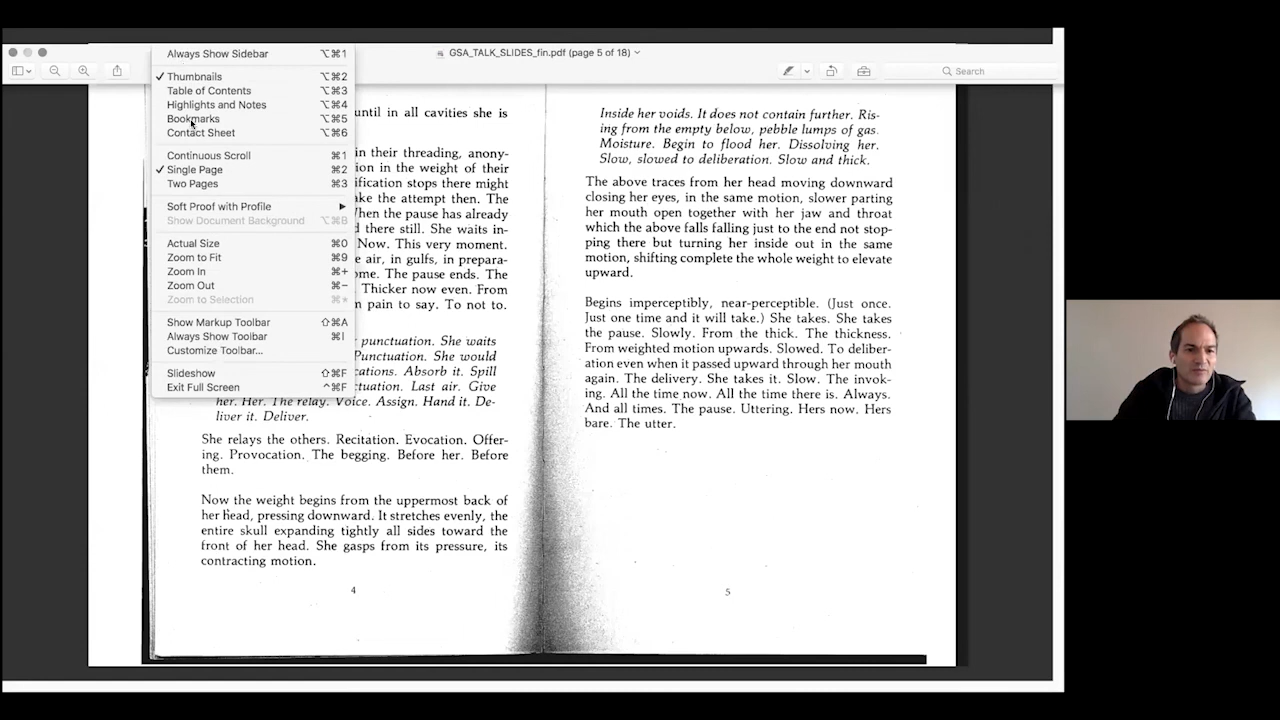 GSA_TALK_SLIDES_fin.pdf (page 5 of 18)
Search
Always Show Sidebar ⌥⌘1
✓ Thumbnails ⌥⌘2
Table of Contents ⌥⌘3
Highlights and Notes ⌥⌘4
Bookmarks ⌥⌘5
Contact Sheet ⌥⌘6
Continuous Scroll ⌘1
✓ Single Page ⌘2
Two Pages ⌘3
Soft Proof with Profile
Show Document Background ⌥⌘B
Actual Size ⌘0
Zoom to Fit ⌘9
Zoom In ⌘+
Zoom Out ⌘−
Zoom to Selection ⌘*
Show Markup Toolbar ⇧⌘A
Always Show Toolbar ⌘I
Customize Toolbar...
Slideshow ⇧⌘F
Exit Full Screen ^⌘F
until in all cavities she is
in their threading, anony-
ion in the weight of their
ification stops there might
ke the attempt then. The
hen the pause has already
there still. She waits in-
Now. This very moment.
e air, in gulfs, in prepara-
ome. The pause ends. The
Thicker now even. From
pain to say. To not to.
punctuation. She waits
Punctuation. She would
cations. Absorb it. Spill
ctuation. Last air. Give
her. Her. The relay. Voice. Assign. Hand it. De-
liver it. Deliver.
She relays the others. Recitation. Evocation. Offer-
ing. Provocation. The begging. Before her. Before
them.
Now the weight begins from the uppermost back of
her head, pressing downward. It stretches evenly, the
entire skull expanding tightly all sides toward the
front of her head. She gasps from its pressure, its
contracting motion.
4
Inside her voids. It does not contain further. Ris-
ing from the empty below, pebble lumps of gas.
Moisture. Begin to flood her. Dissolving her.
Slow, slowed to deliberation. Slow and thick.
The above traces from her head moving downward
closing her eyes, in the same motion, slower parting
her mouth open together with her jaw and throat
which the above falls falling just to the end not stop-
ping there but turning her inside out in the same
motion, shifting complete the whole weight to elevate
upward.
Begins imperceptibly, near-perceptible. (Just once.
Just one time and it will take.) She takes. She takes
the pause. Slowly. From the thick. The thickness.
From weighted motion upwards. Slowed. To deliber-
ation even when it passed upward through her mouth
again. The delivery. She takes it. Slow. The invok-
ing. All the time now. All the time there is. Always.
And all times. The pause. Uttering. Hers now. Hers
bare. The utter.
5